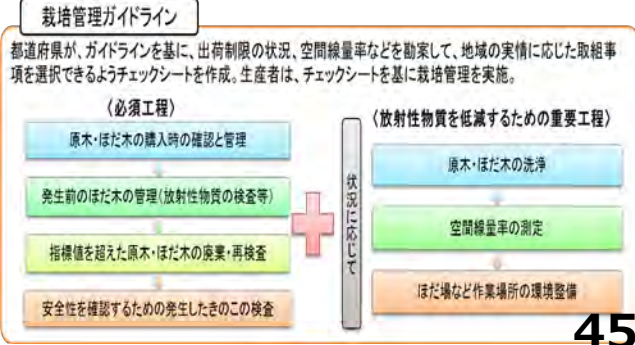 栽培管理ガイドライン
都道府県が、ガイドラインを基に、出荷制限の状況、空間線量率などを勘案して、地域の実情に応じた取組事
項を選択できるようチェックシートを作成。生産者は、チェックシートを基に栽培管理を実施。
〈必須工程〉
原木・ほだ木の購入時の確認と管理
発生前のほだ木の管理(放射性物質の検査等)
指標値を超えた原木・ほだ木の廃棄・再検査
安全性を確認するための発生したきのこの検査
状況に応じて
〈放射性物質を低減するための重要工程〉
原木・ほだ木の洗浄
空間線量率の測定
ほだ場など作業場所の環境整備
45